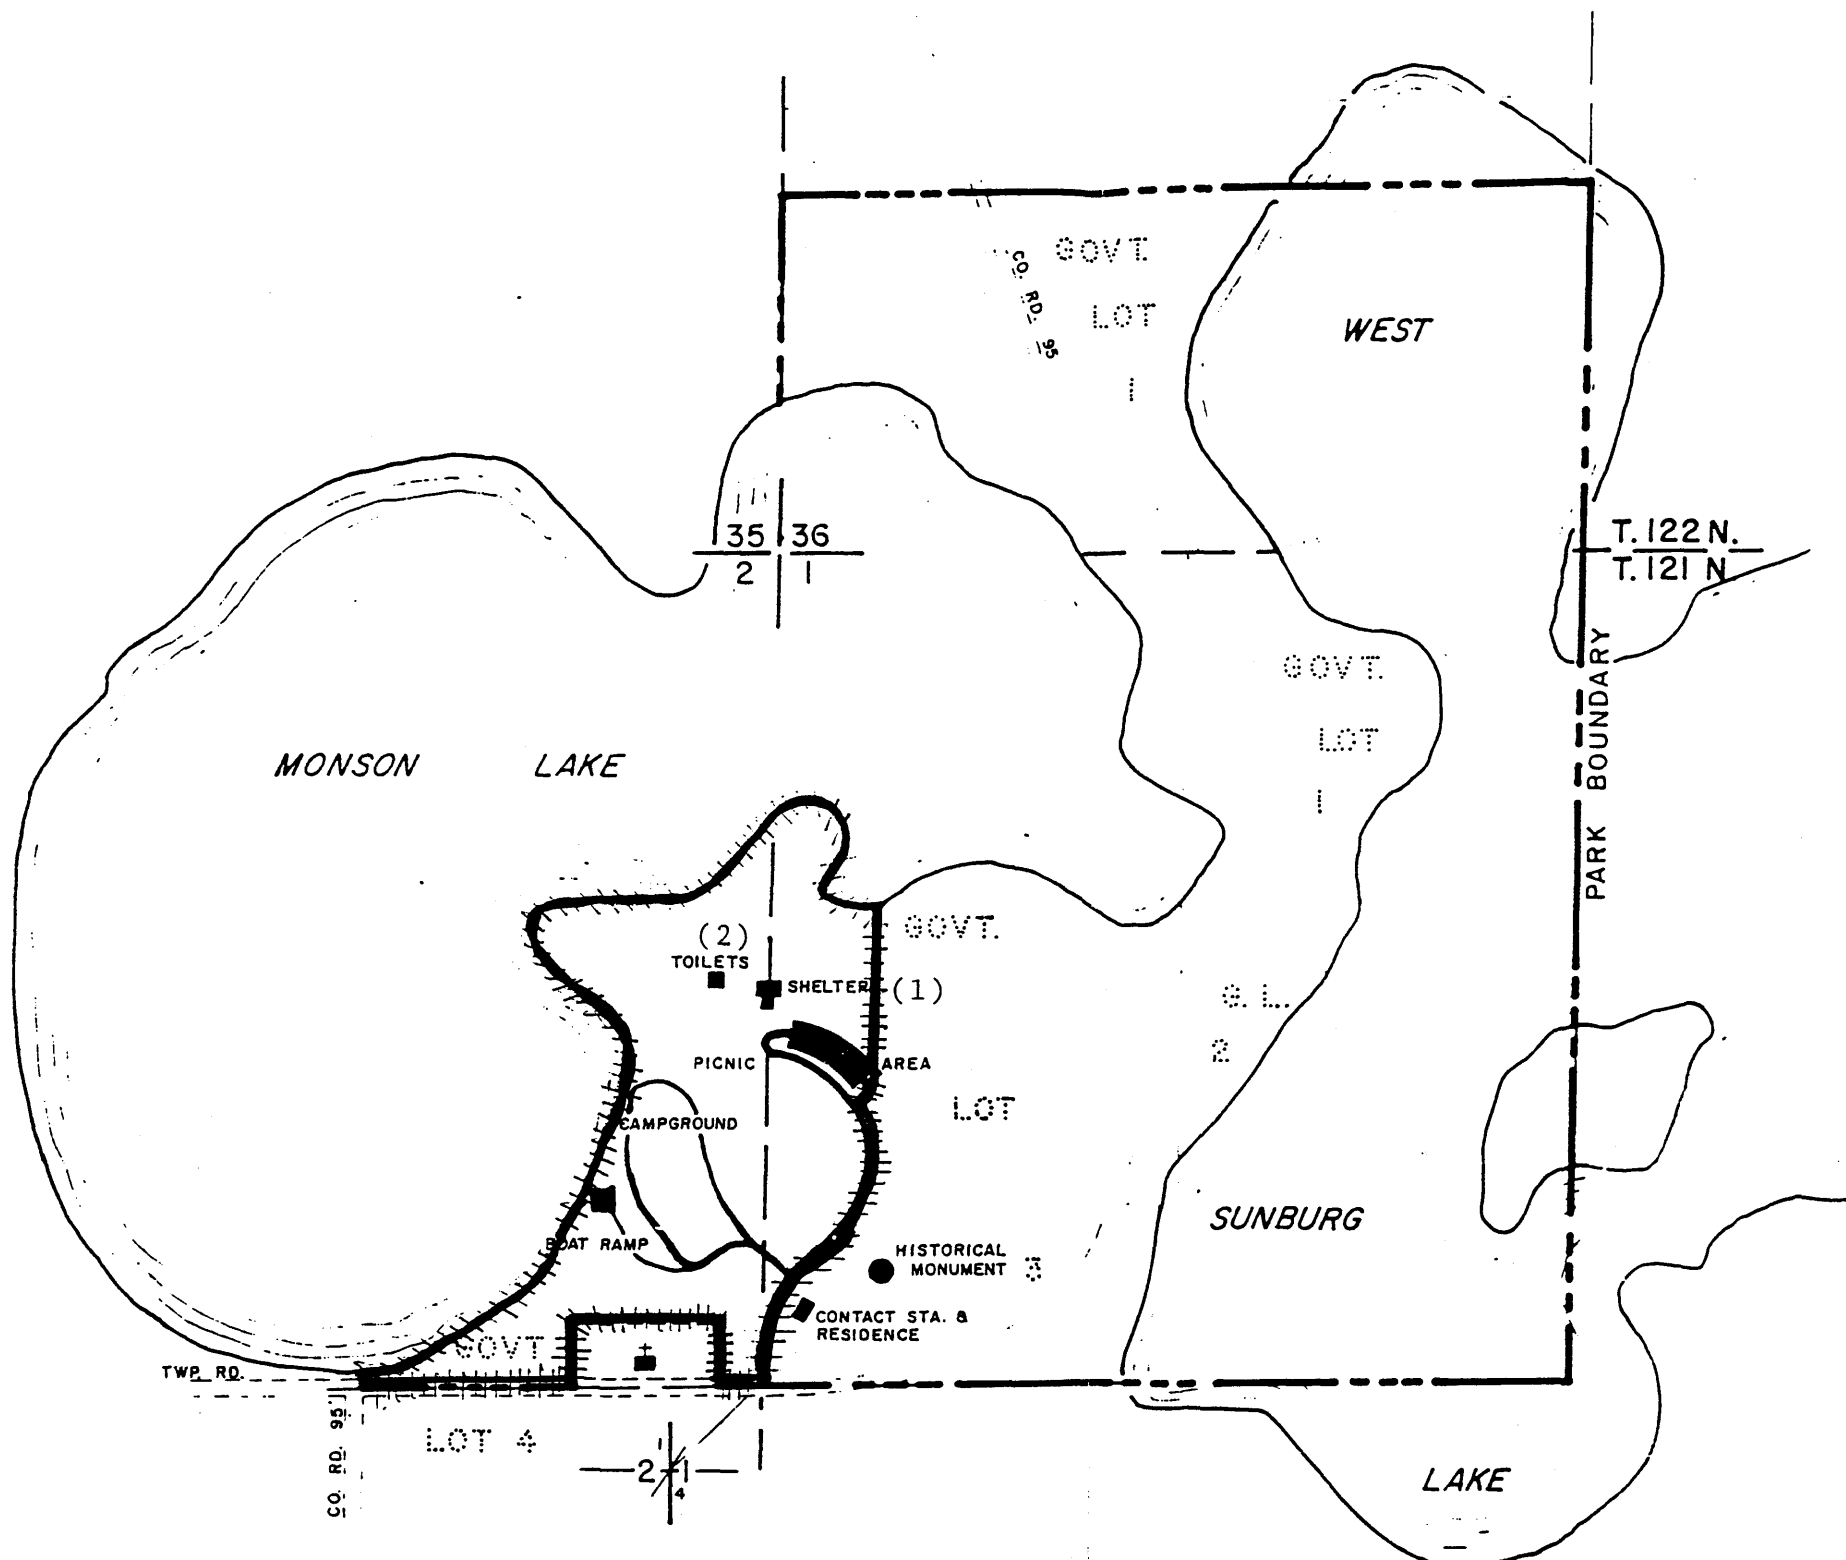 GOVT.
LOT
1
CO. RD. 95
WEST
35 36
2 1
T. 122 N.
T. 121 N
PARK BOUNDARY
GOVT.
LOT
1
MONSON LAKE
(2)
TOILETS
SHELTER (1)
GOVT.
LOT
3
G. L.
2
PICNIC AREA
CAMPGROUND
BOAT RAMP
SUNBURG
HISTORICAL
MONUMENT
CONTACT STA. &
RESIDENCE
GOVT.
LOT 4
TWP. RD.
CO. RD. 95
2 1
4
LAKE